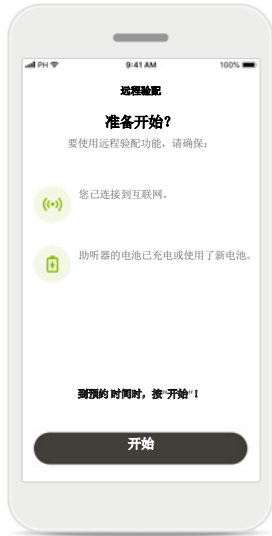 PH 9:41 AM 100%
远程验配
准备开始？
要使用远程验配功能，请确保：
您已连接到互联网。
助听器的电池已充电或使用了新电池。
到预约时间时，按“开始”！
开始